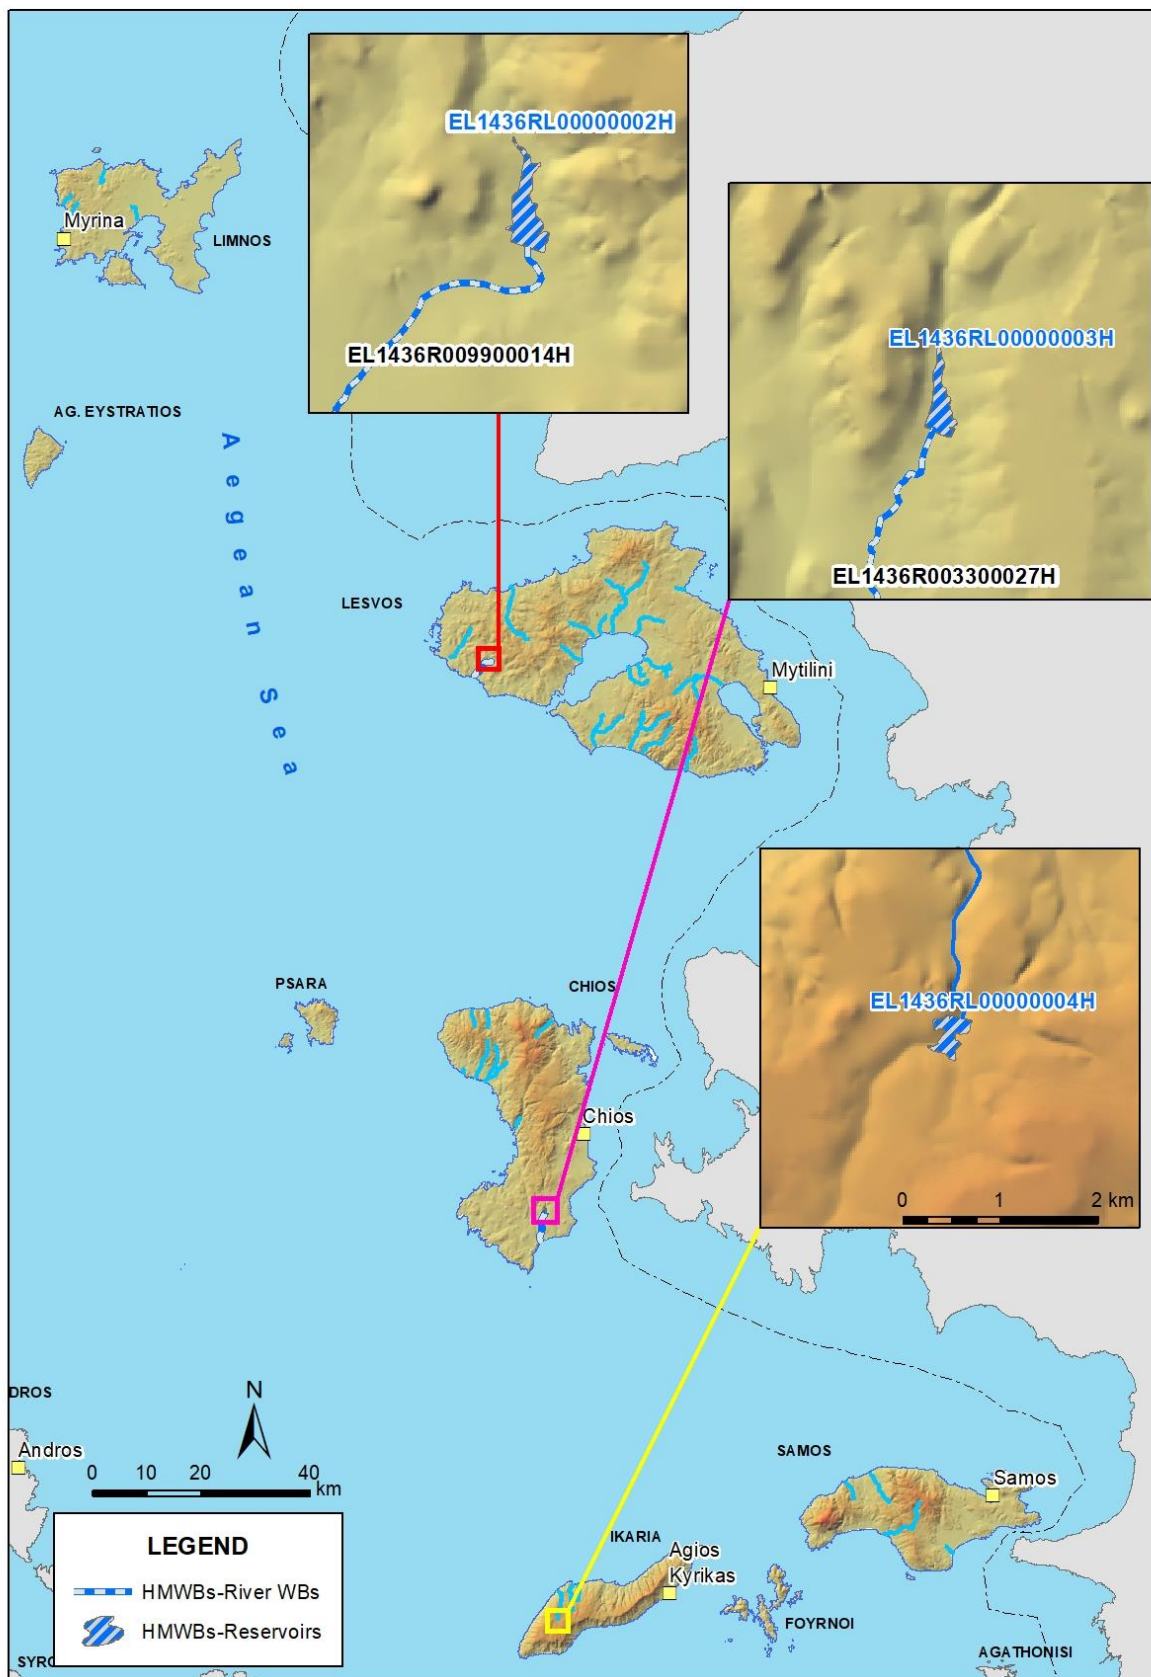 EL1436RL00000002H
EL1436R009900014H
EL1436RL00000003H
EL1436R003300027H
Myrina
LIMNOS
AG. EYSTRATIOS
Aegean Sea
LESVOS
Mytilini
EL1436RL00000004H
0 1 2 km
PSARA
CHIOS
Chios
DROS
Andros
N
0 10 20 40
km
SAMOS
Samos
IKARIA
Agios
Kyrikas
FOYRNOI
AGATHONISI
SYRO
LEGEND
HMWBs-River WBs
HMWBs-Reservoirs